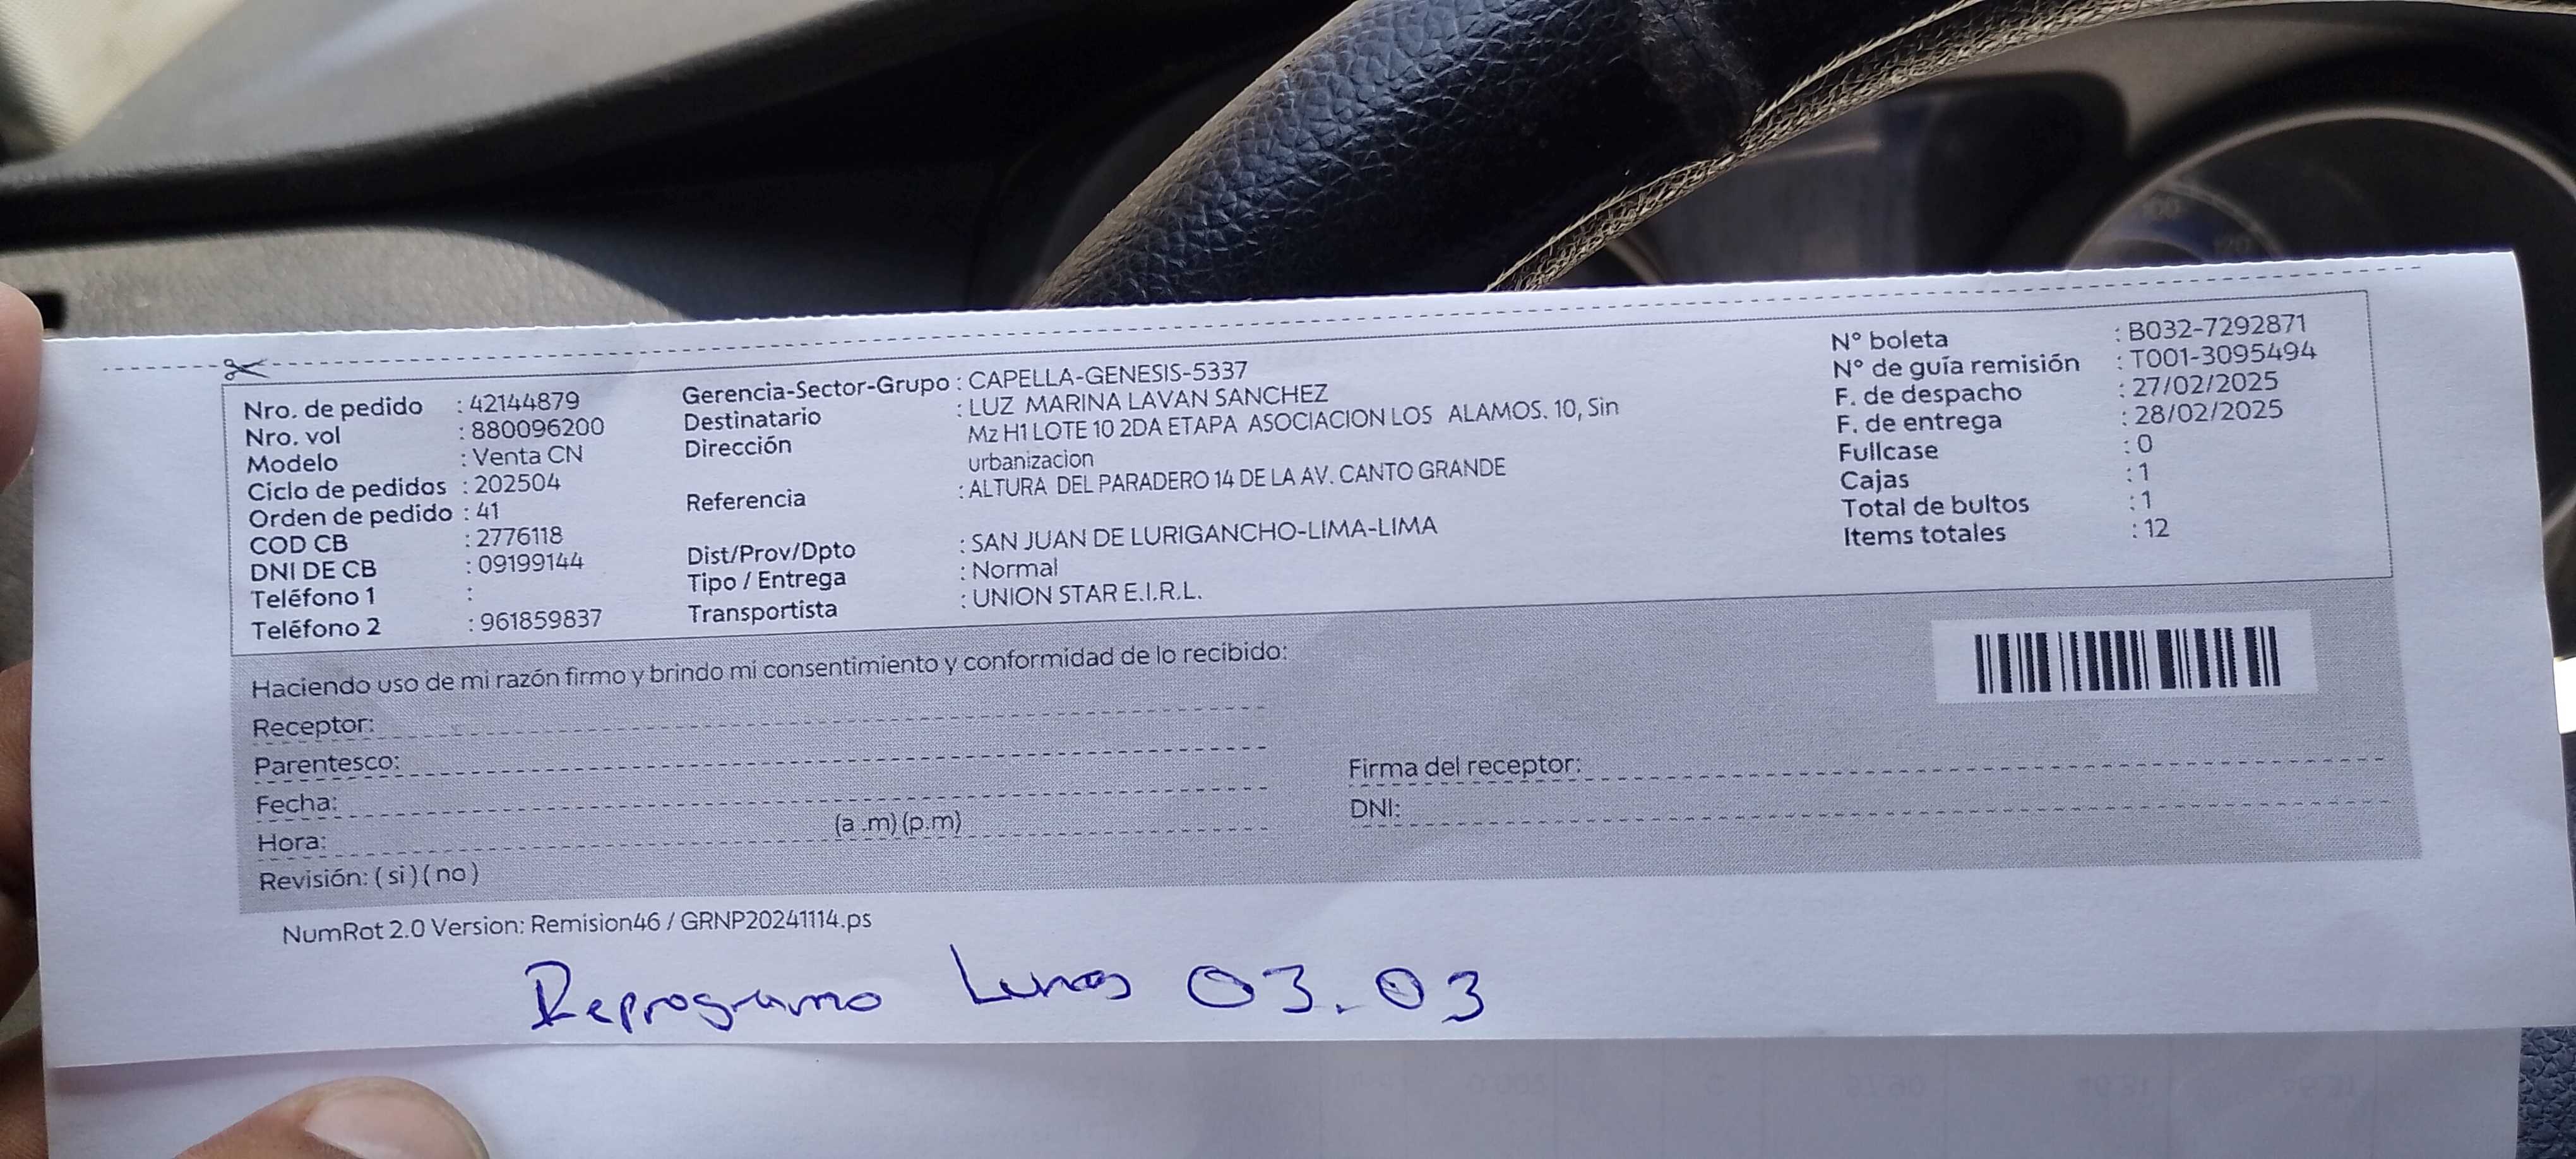 Nro. de pedido : 42144879
Nro. vol : 880096200
Modelo : Venta CN
Ciclo de pedidos : 202504
Orden de pedido : 41
COD CB : 2776118
DNI DE CB : 09199144
Teléfono 1 :
Teléfono 2 : 961859837
Gerencia-Sector-Grupo : CAPELLA-GENESIS-5337
Destinatario : LUZ MARINA LAVAN SANCHEZ
Dirección Mz H1 LOTE 10 2DA ETAPA ASOCIACION LOS ALAMOS. 10, Sin
urbanizacion
Referencia : ALTURA DEL PARADERO 14 DE LA AV. CANTO GRANDE
Dist/Prov/Dpto : SAN JUAN DE LURIGANCHO-LIMA-LIMA
Tipo / Entrega : Normal
Transportista : UNION STAR E.I.R.L.
N° boleta : B032-7292871
N° de guía remisión : T001-3095494
F. de despacho : 27/02/2025
F. de entrega : 28/02/2025
Fullcase : 0
Cajas : 1
Total de bultos : 1
Items totales : 12
Haciendo uso de mi razón firmo y brindo mi consentimiento y conformidad de lo recibido:
Receptor:
Parentesco:
Fecha:
Hora: (a .m) (p.m)
Revisión: ( si ) ( no )
Firma del receptor:
DNI:
NumRot 2.0 Version: Remision46 / GRNP20241114.ps
Reprogramo Lunes 03.03